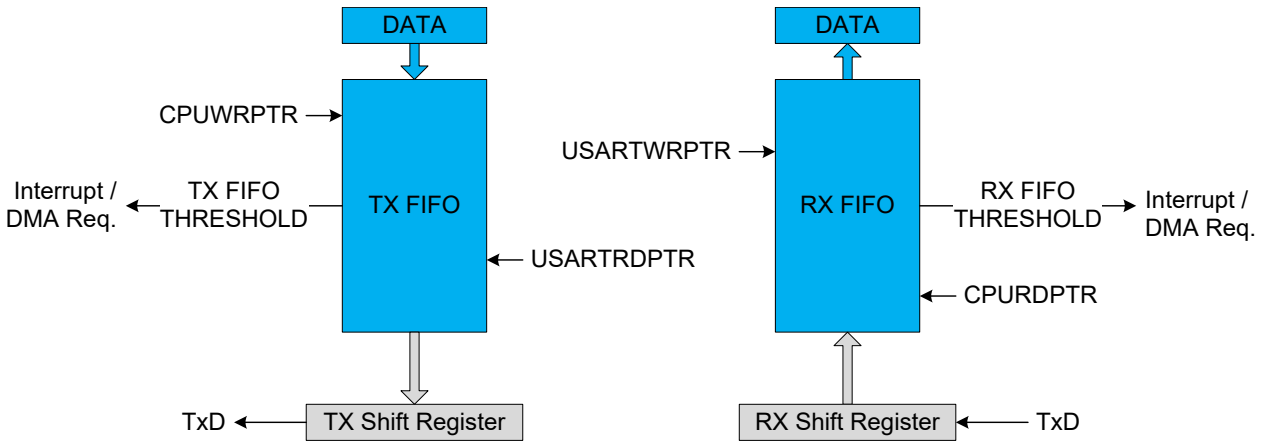 DATA
CPUWRPTR
Interrupt /
DMA Req.
TX FIFO
THRESHOLD
TX FIFO
USARTRDPTR
TX Shift Register
TxD
DATA
USARTWRPTR
RX FIFO
RX FIFO
THRESHOLD
Interrupt /
DMA Req.
CPURDPTR
RX Shift Register
TxD